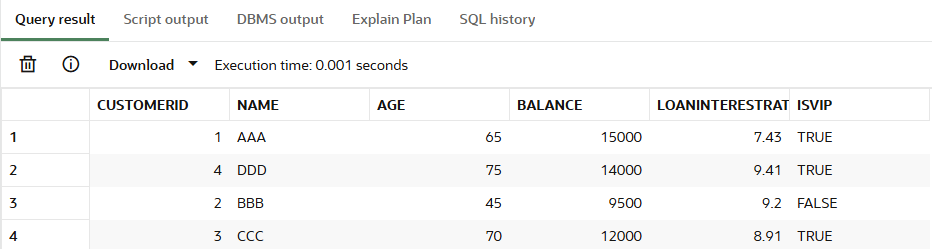 Query result Script output DBMS output Explain Plan SQL history
Download Execution time: 0.001 seconds
CUSTOMERID NAME AGE BALANCE LOANINTERESTRAT ISVIP
1 1 AAA 65 15000 7.43 TRUE
2 4 DDD 75 14000 9.41 TRUE
3 2 BBB 45 9500 9.2 FALSE
4 3 CCC 70 12000 8.91 TRUE